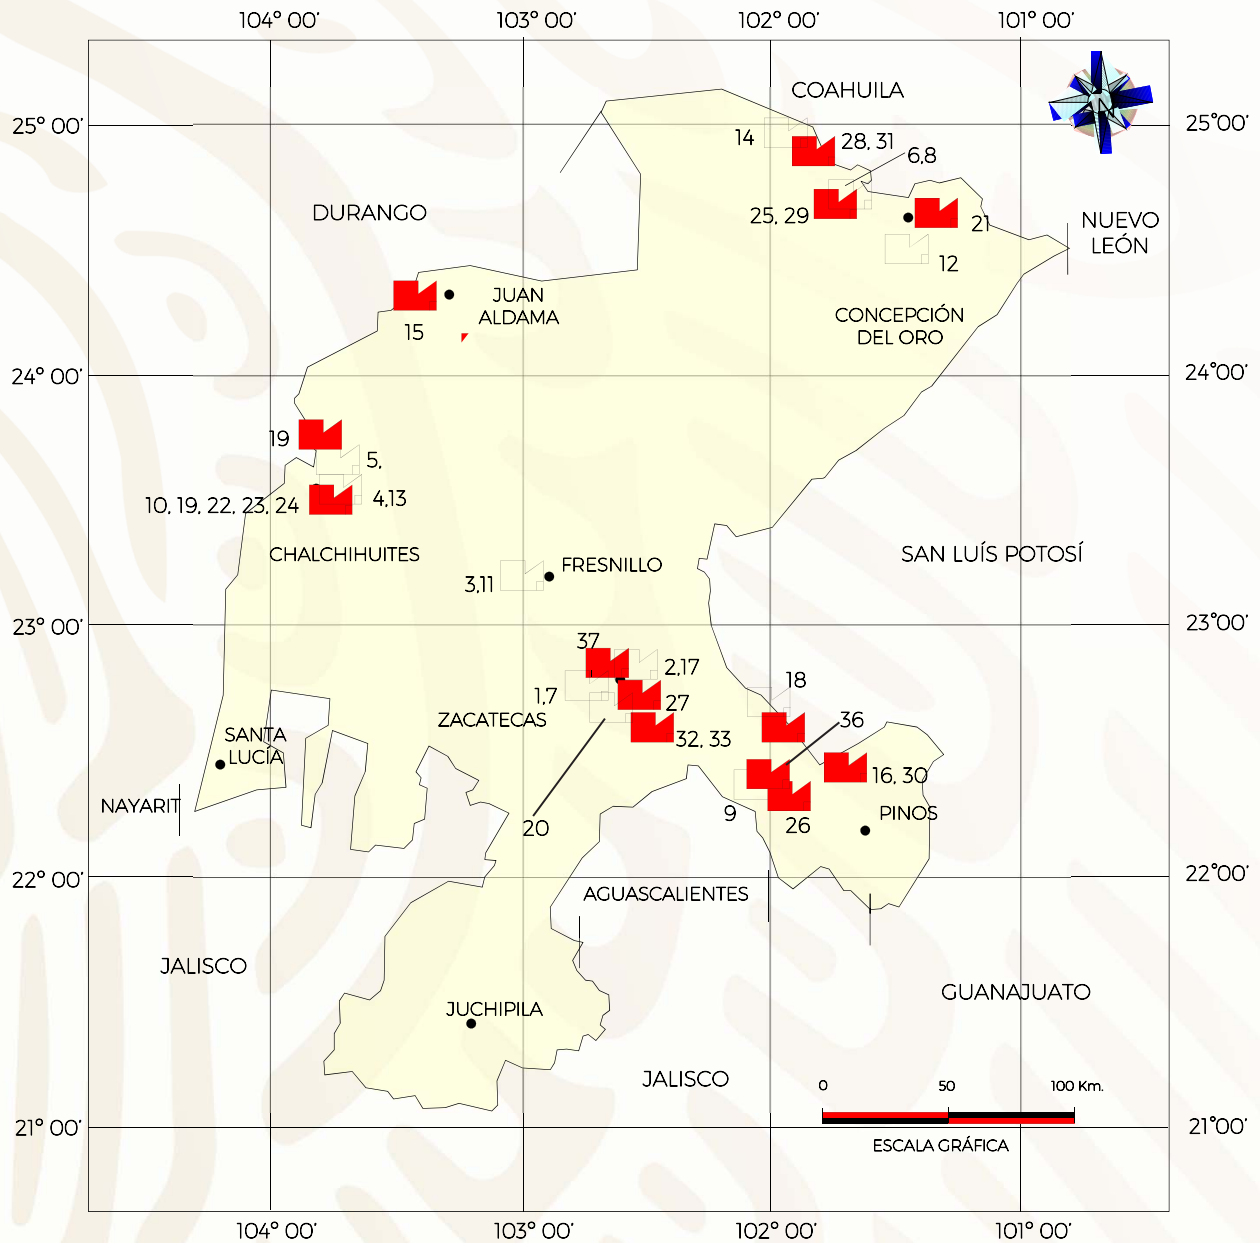 104° 00'
103° 00'
102° 00'
101° 00'
COAHUILA
25° 00'
25°00'
14
28, 31
6,8
DURANGO
25, 29
21
NUEVO
LEÓN
12
JUAN
ALDAMA
15
CONCEPCIÓN
DEL ORO
24° 00'
24°00'
19
5,
10, 19, 22, 23, 24
4,13
CHALCHIHUITES
SAN LUÍS POTOSÍ
FRESNILLO
3,11
23° 00'
23°00'
37
2,17
1,7
27
18
ZACATECAS
36
32, 33
SANTA
LUCÍA
16, 30
NAYARIT
9
PINOS
20
26
22° 00'
22°00'
AGUASCALIENTES
JALISCO
GUANAJUATO
JUCHIPILA
JALISCO
0
50
100 Km.
ESCALA GRÁFICA
21° 00'
21°00'
104° 00'
103° 00'
102° 00'
101° 00'